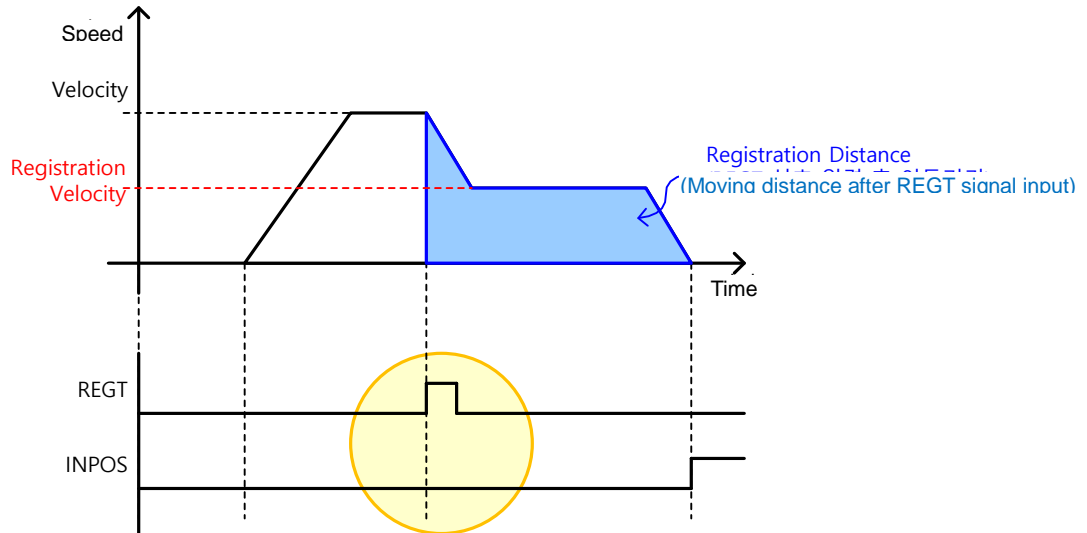 Speed
Velocity
Registration
Velocity
Registration Distance
(Moving distance after REGT signal input)
Time
REGT
INPOS